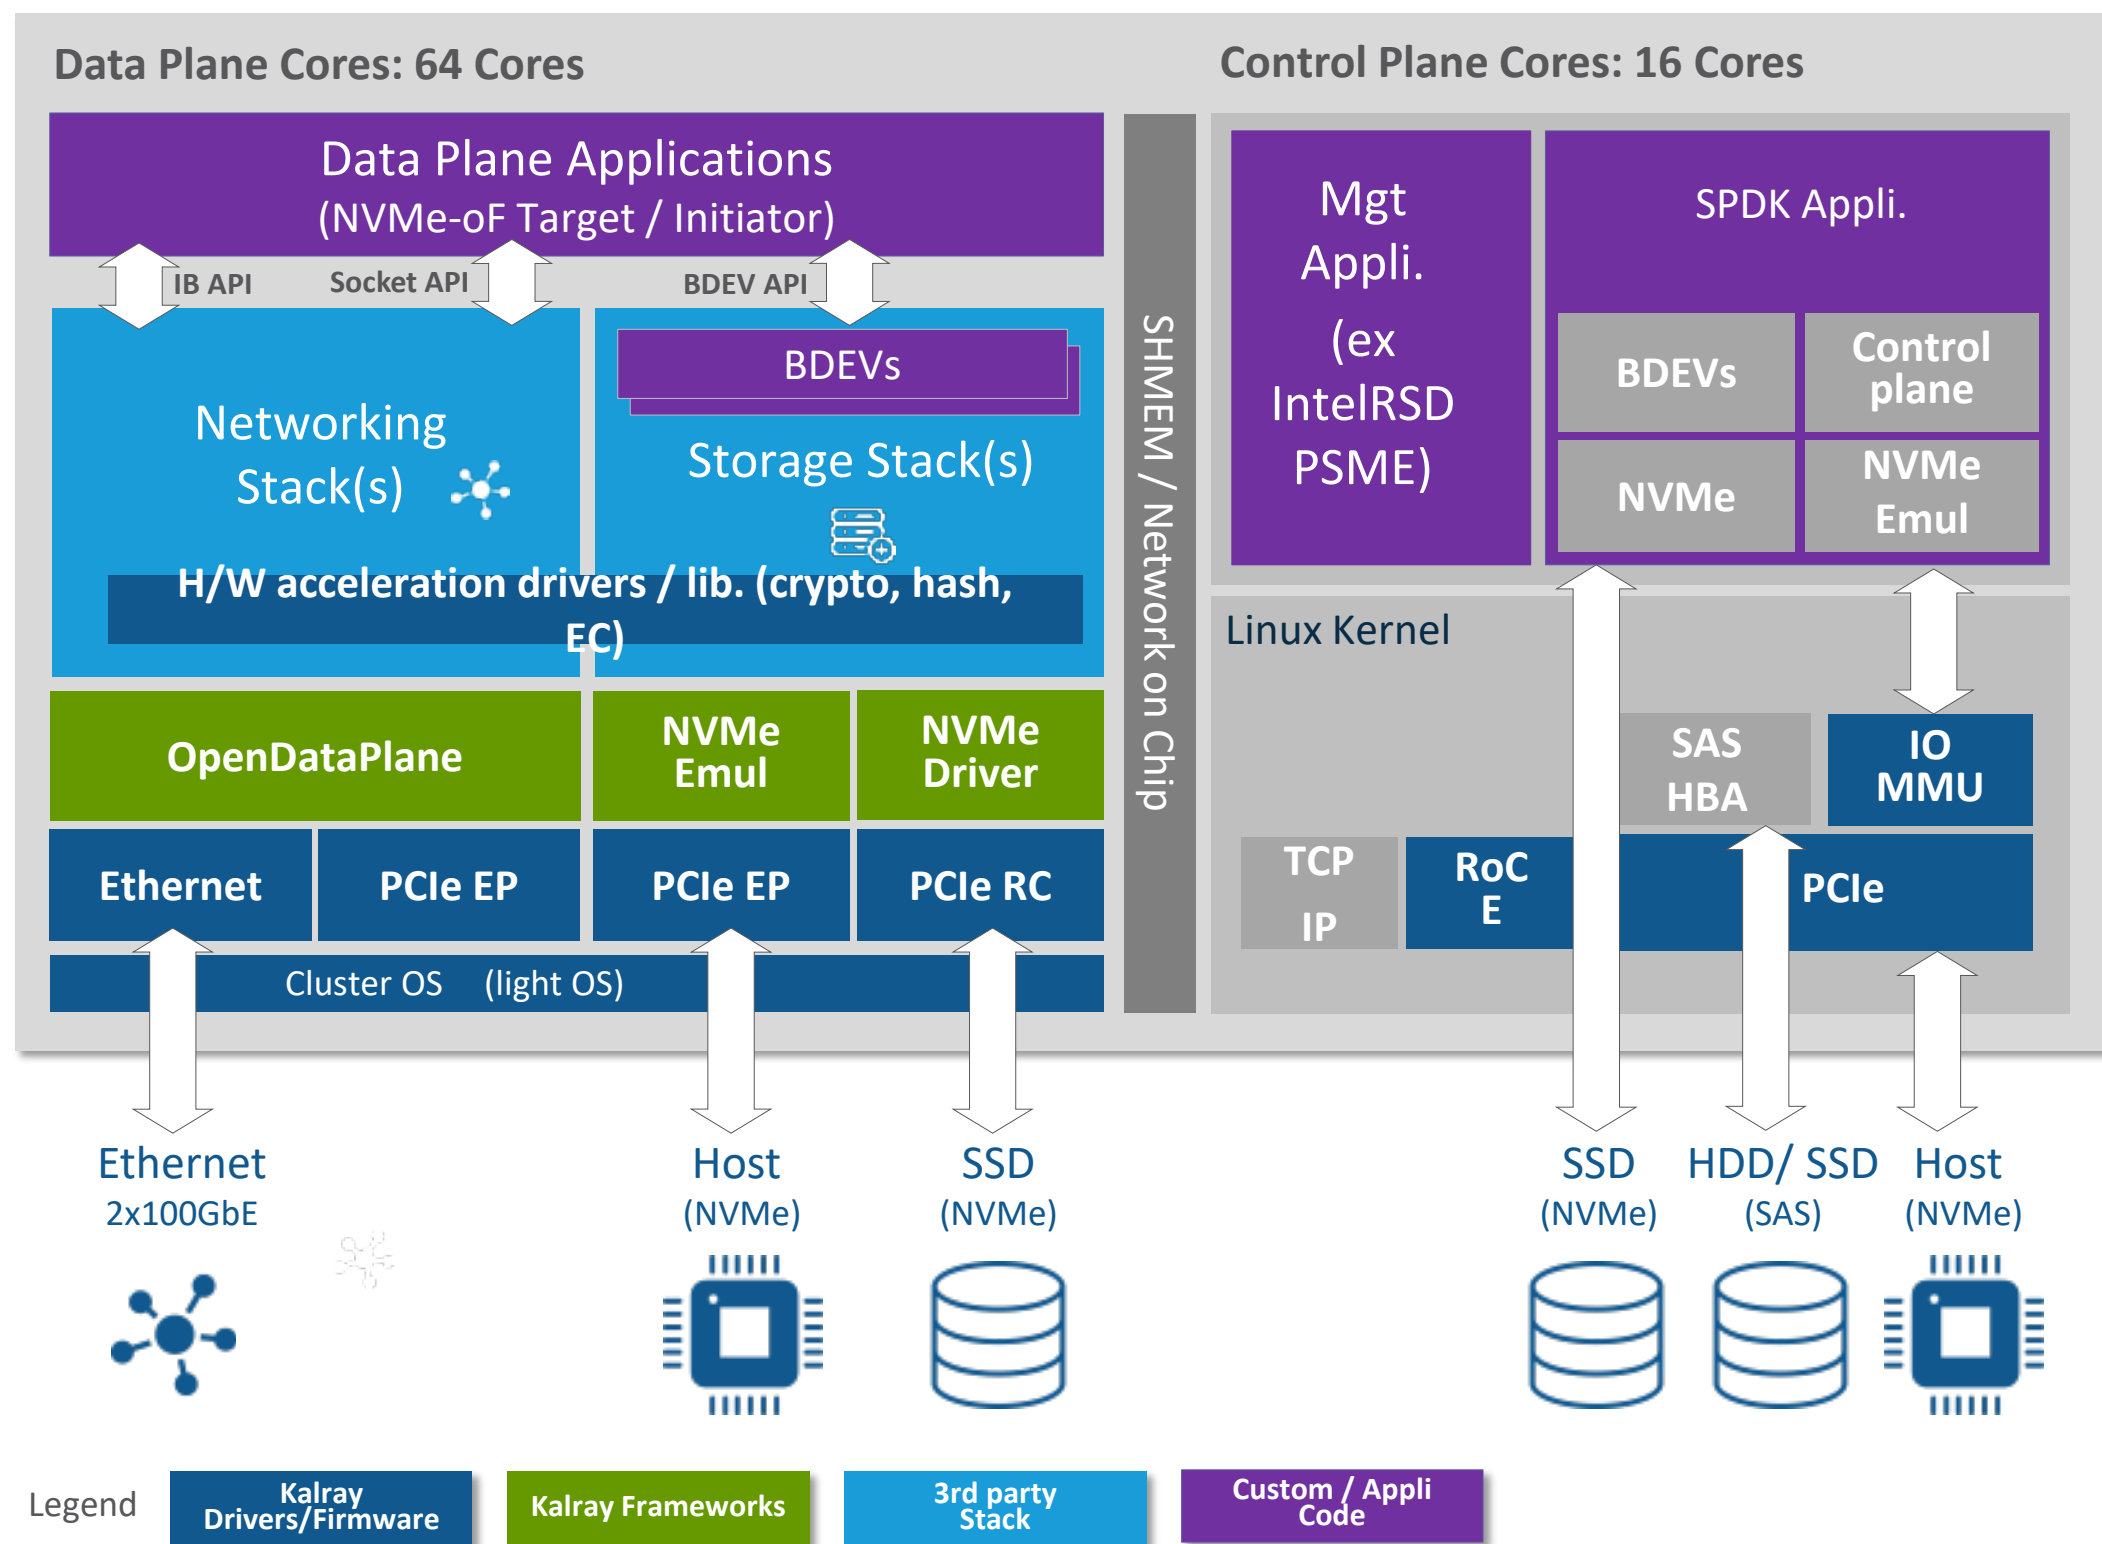 Data Plane Cores: 64 Cores
Control Plane Cores: 16 Cores
Data Plane Applications
(NVMe-oF Target / Initiator)
IB API
Socket API
BDEV API
Networking
Stack(s)
BDEVs
Storage Stack(s)
H/W acceleration drivers / lib. (crypto, hash,
EC)
OpenDataPlane
NVMe
Emul
NVMe
Driver
Ethernet
PCIe EP
PCIe EP
PCIe RC
Cluster OS (light OS)
SHMEM / Network on Chip
Mgt
Appli.
(ex
IntelRSD
PSME)
SPDK Appli.
BDEVs
Control
plane
NVMe
NVMe
Emul
Linux Kernel
SAS
HBA
IO
MMU
TCP
IP
RoC
E
PCIe
Ethernet
2x100GbE
Host
(NVMe)
SSD
(NVMe)
SSD
(NVMe)
HDD/ SSD
(SAS)
Host
(NVMe)
Legend
Kalray
Drivers/Firmware
Kalray Frameworks
3rd party
Stack
Custom / Appli
Code